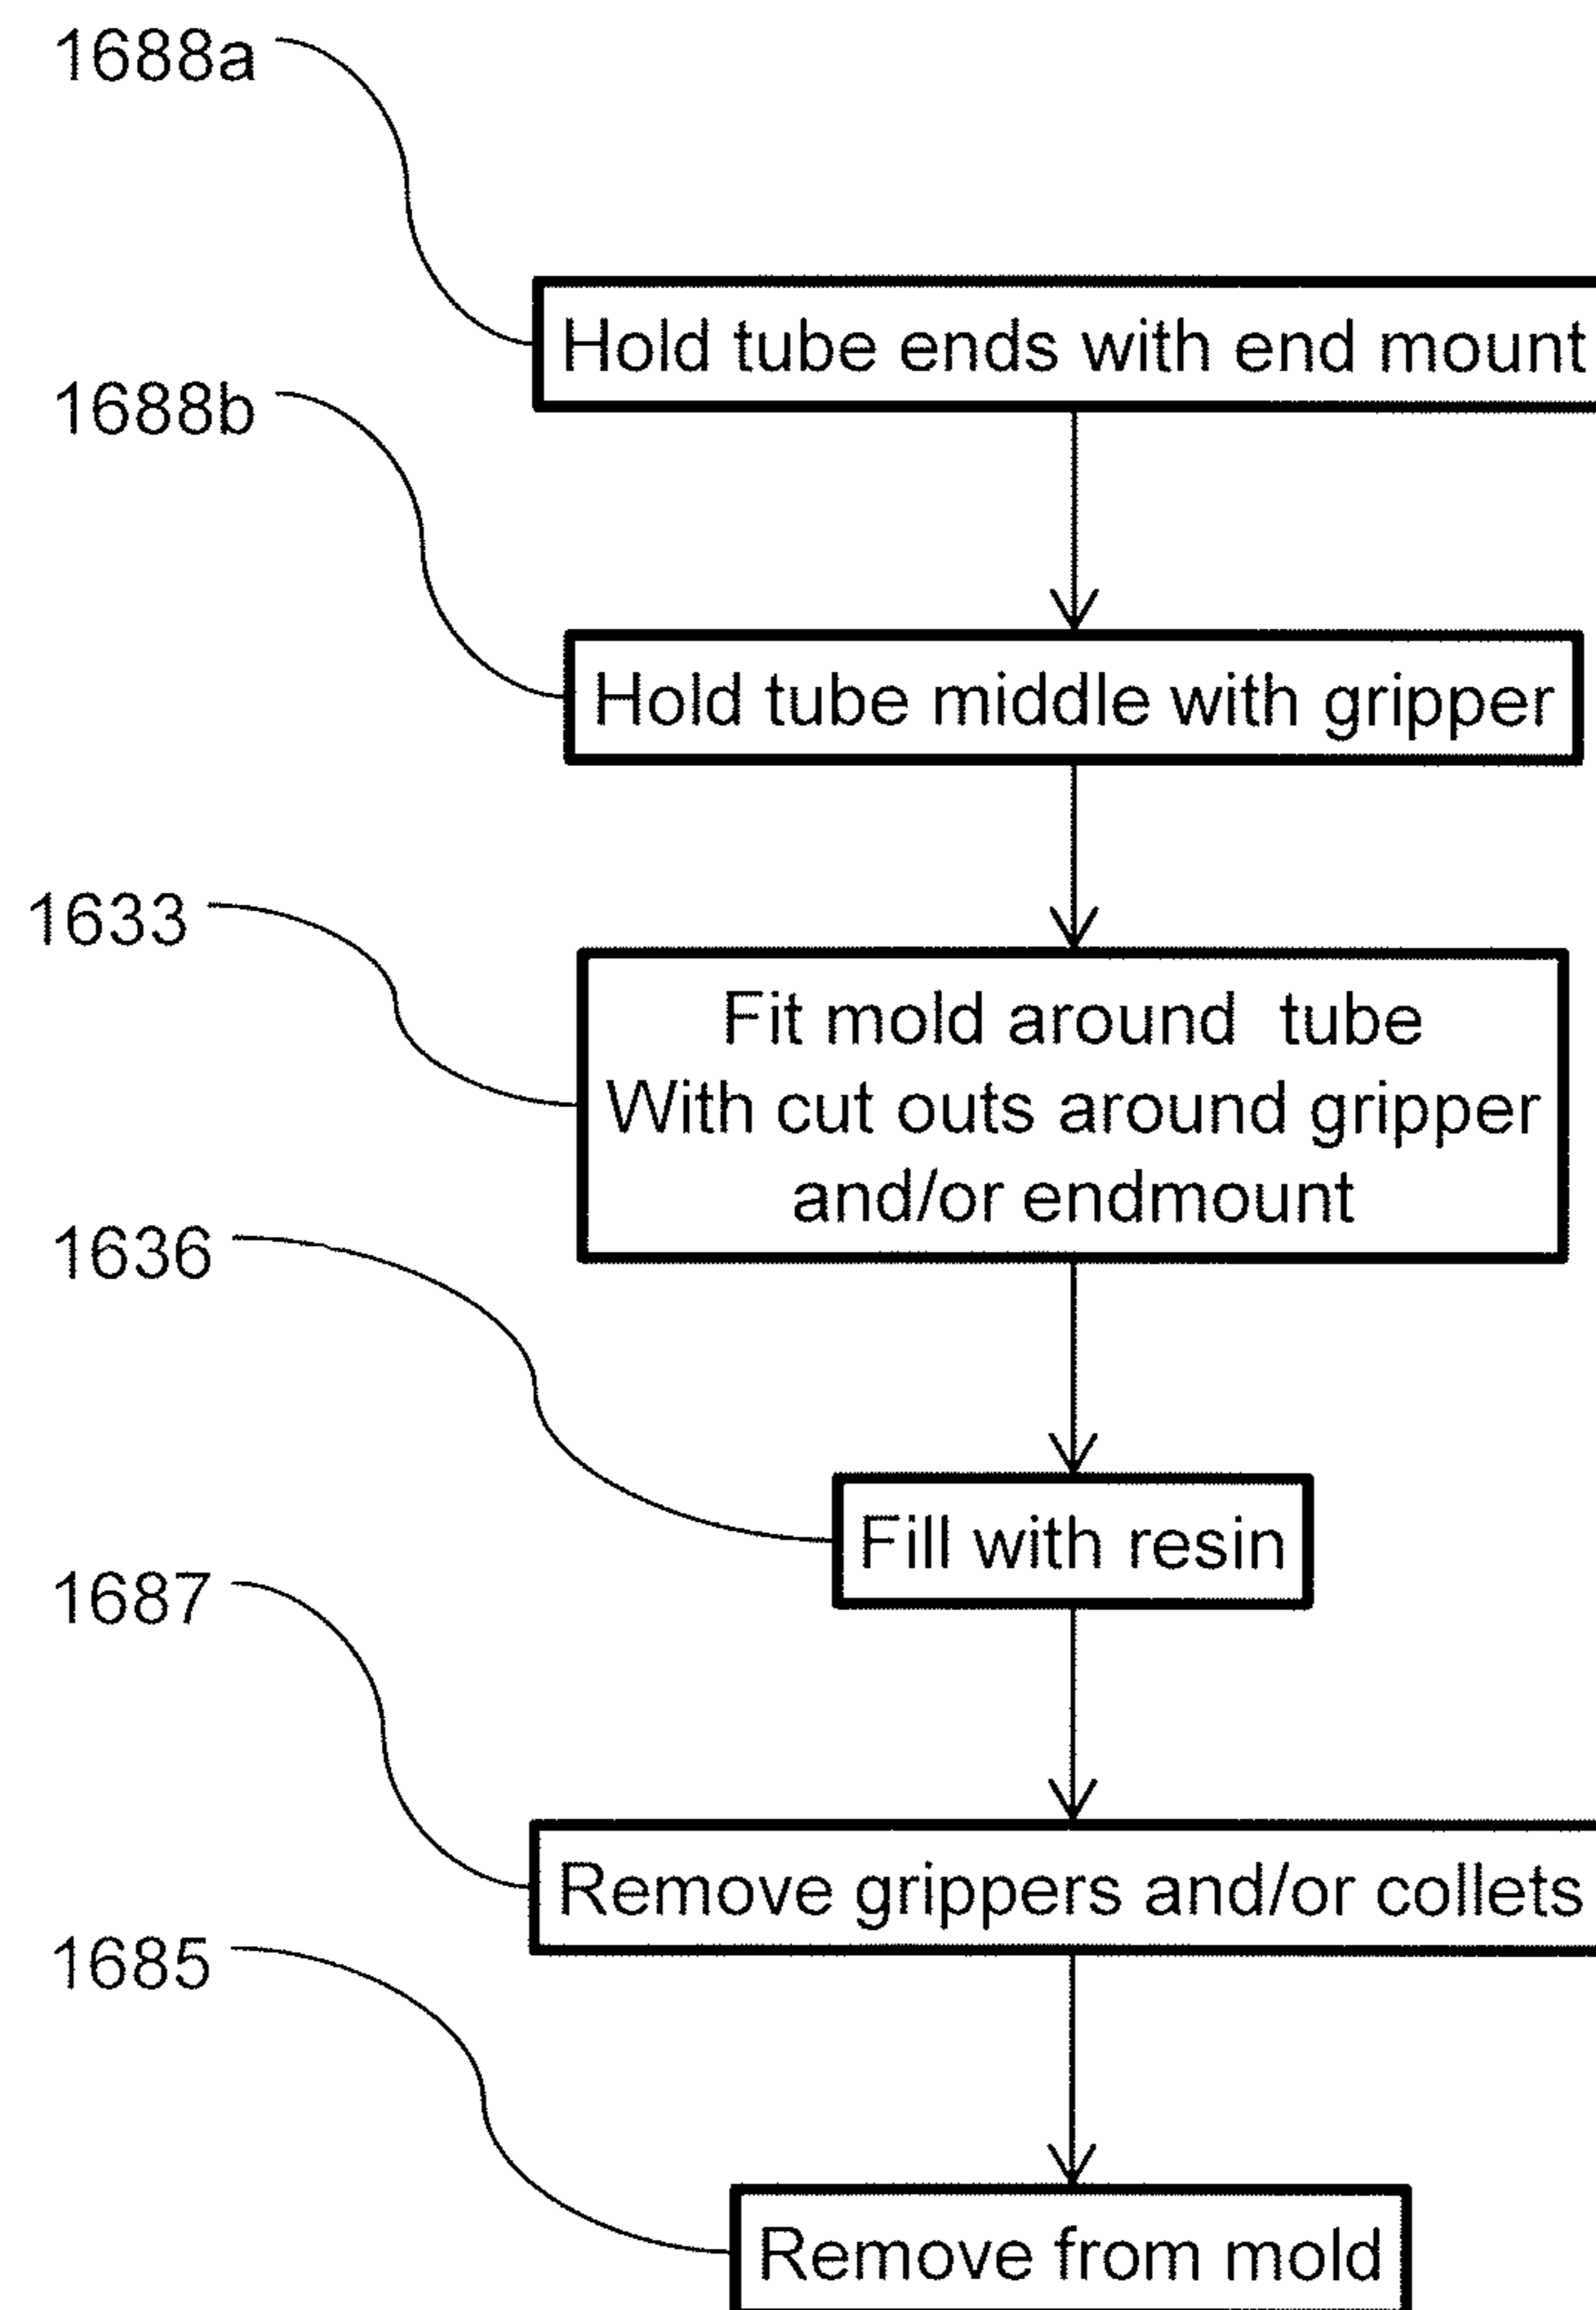 1688a
Hold tube ends with end mount
1688b
Hold tube middle with gripper
1633
Fit mold around tube
With cut outs around gripper
and/or endmount
1636
Fill with resin
1687
Remove grippers and/or collets
1685
Remove from mold